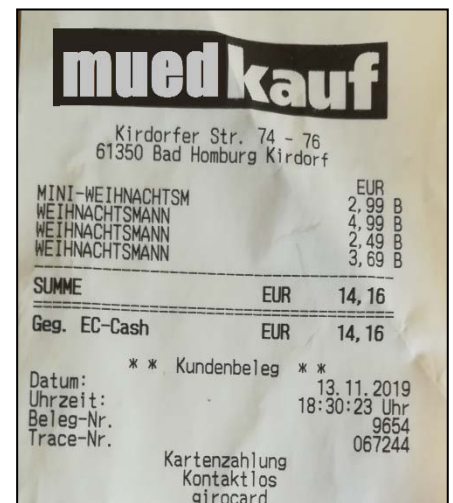 muedkauf
Kirdorfer Str. 74 - 76
61350 Bad Homburg Kirdorf
EUR
MINI-WEIHNACHTSM 2,99 B
WEIHNACHTSMANN 4,99 B
WEIHNACHTSMANN 2,49 B
WEIHNACHTSMANN 3,69 B
SUMME EUR 14,16
Geg. EC-Cash EUR 14,16
* * Kundenbeleg * *
Datum: 13.11.2019
Uhrzeit: 18:30:23 Uhr
Beleg-Nr. 9654
Trace-Nr. 067244
Kartenzahlung
Kontaktlos
girocard